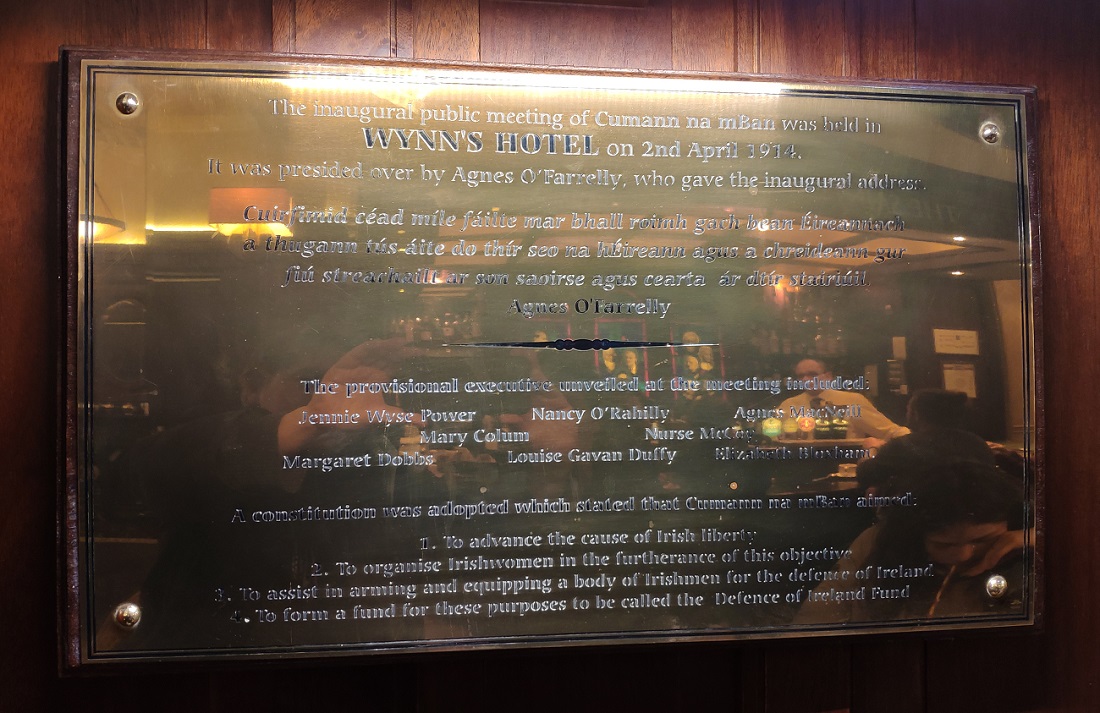 The inaugural public meeting of Cumann na mBan was held in
WYNN'S HOTEL on 2nd April 1914.
It was presided over by Agnes O'Farrelly, who gave the inaugural address.
Cuirfimid céad míle fáilte mar bhall roimh gach bean Éireannach
a thugann tús-áite do thír seo na hÉireann agus a chreideann gur
fiú streachailt ar son saoirse agus cearta ár dtír stairiúil.
Agnes O'Farrelly
The provisional executive unveiled at the meeting included:
Jennie Wyse Power Nancy O'Rahilly Agnes MacNeill
Mary Colum Nurse McCoy
Margaret Dobbs Louise Gavan Duffy Elizabeth Bloxham
A constitution was adopted which stated that Cumann na mBan aimed:
1. To advance the cause of Irish liberty
2. To organise Irishwomen in the furtherance of this objective
3. To assist in arming and equipping a body of Irishmen for the defence of Ireland
4. To form a fund for these purposes to be called the Defence of Ireland Fund